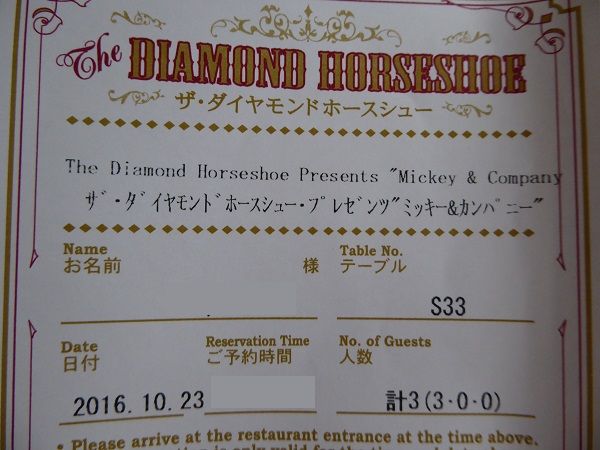 The DIAMOND HORSESHOE
ザ・ダイヤモンドホースシュー
The Diamond Horseshoe Presents "Mickey & Company
ザ・ダイヤモンドホースシュー・プレゼンツ"ミッキー&カンパニー"
Name
お名前 様
Table No.
テーブル
S33
Date
日付
2016.10.23
Reservation Time
ご予約時間
No. of Guests
人数
計3(3・0・0)
• Please arrive at the restaurant entrance at the time above.